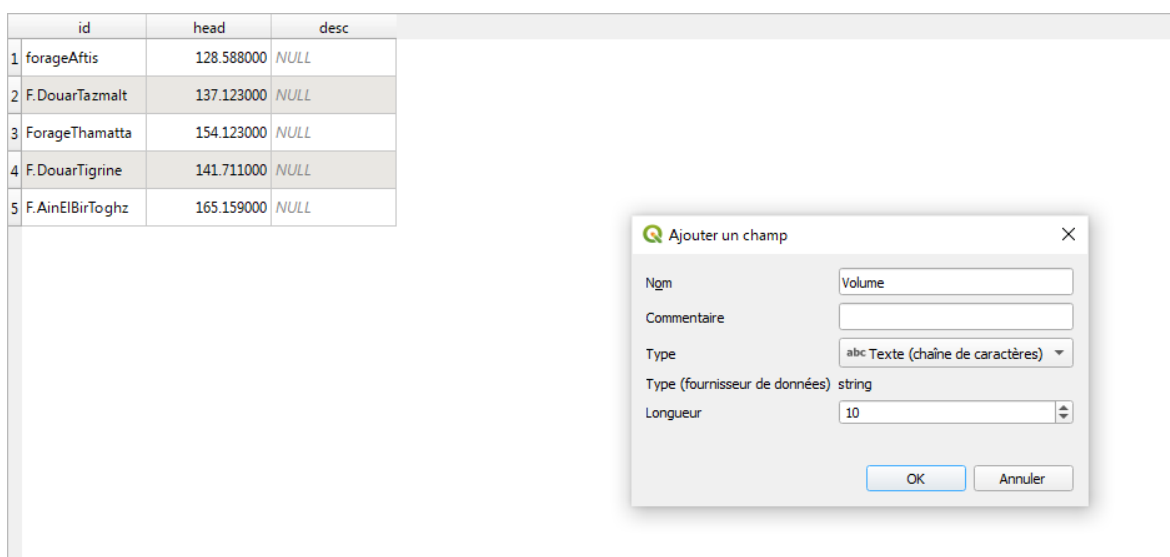 id head desc
1 forageAftis 128.588000 NULL
2 F.DouarTazmalt 137.123000 NULL
3 ForageThamatta 154.123000 NULL
4 F.DouarTigrine 141.711000 NULL
5 F.AinElBirToghz 165.159000 NULL
Ajouter un champ
Nom Volume
Commentaire
Type abc Texte (chaîne de caractères)
Type (fournisseur de données) string
Longueur 10
OK Annuler